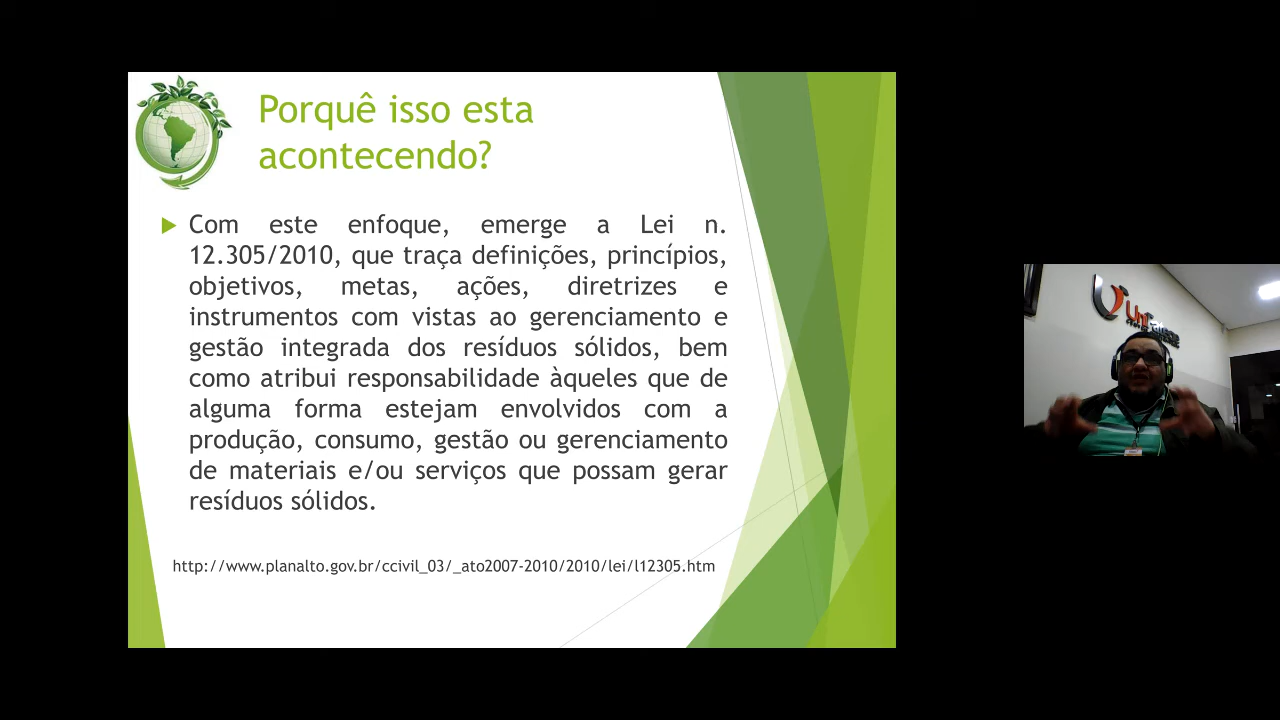 Porquê isso esta
acontecendo?
Com este enfoque, emerge a Lei n.
12.305/2010, que traça definições, princípios,
objetivos, metas, ações, diretrizes e
instrumentos com vistas ao gerenciamento e
gestão integrada dos resíduos sólidos, bem
como atribui responsabilidade àqueles que de
alguma forma estejam envolvidos com a
produção, consumo, gestão ou gerenciamento
de materiais e/ou serviços que possam gerar
resíduos sólidos.
http://www.planalto.gov.br/ccivil_03/_ato2007-2010/2010/lei/l12305.htm